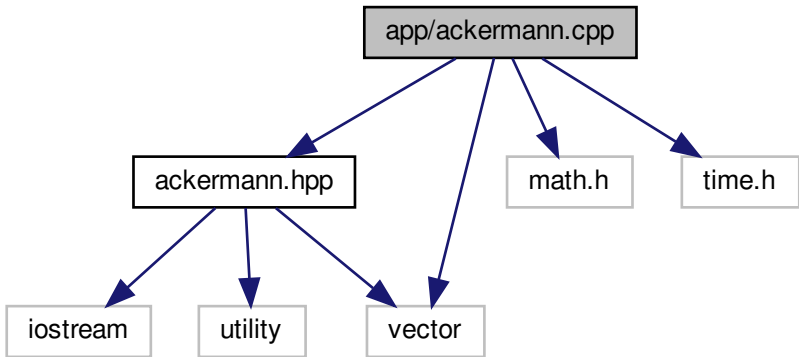 app/ackermann.cpp
ackermann.hpp
math.h
time.h
iostream
utility
vector